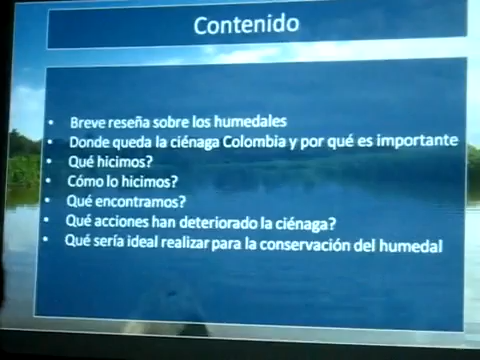 Contenido
• Breve reseña sobre los humedales
• Donde queda la ciénaga Colombia y por qué es importante
• Qué hicimos?
• Cómo lo hicimos?
• Qué encontramos?
• Qué acciones han deteriorado la ciénaga?
• Qué sería ideal realizar para la conservación del humedal